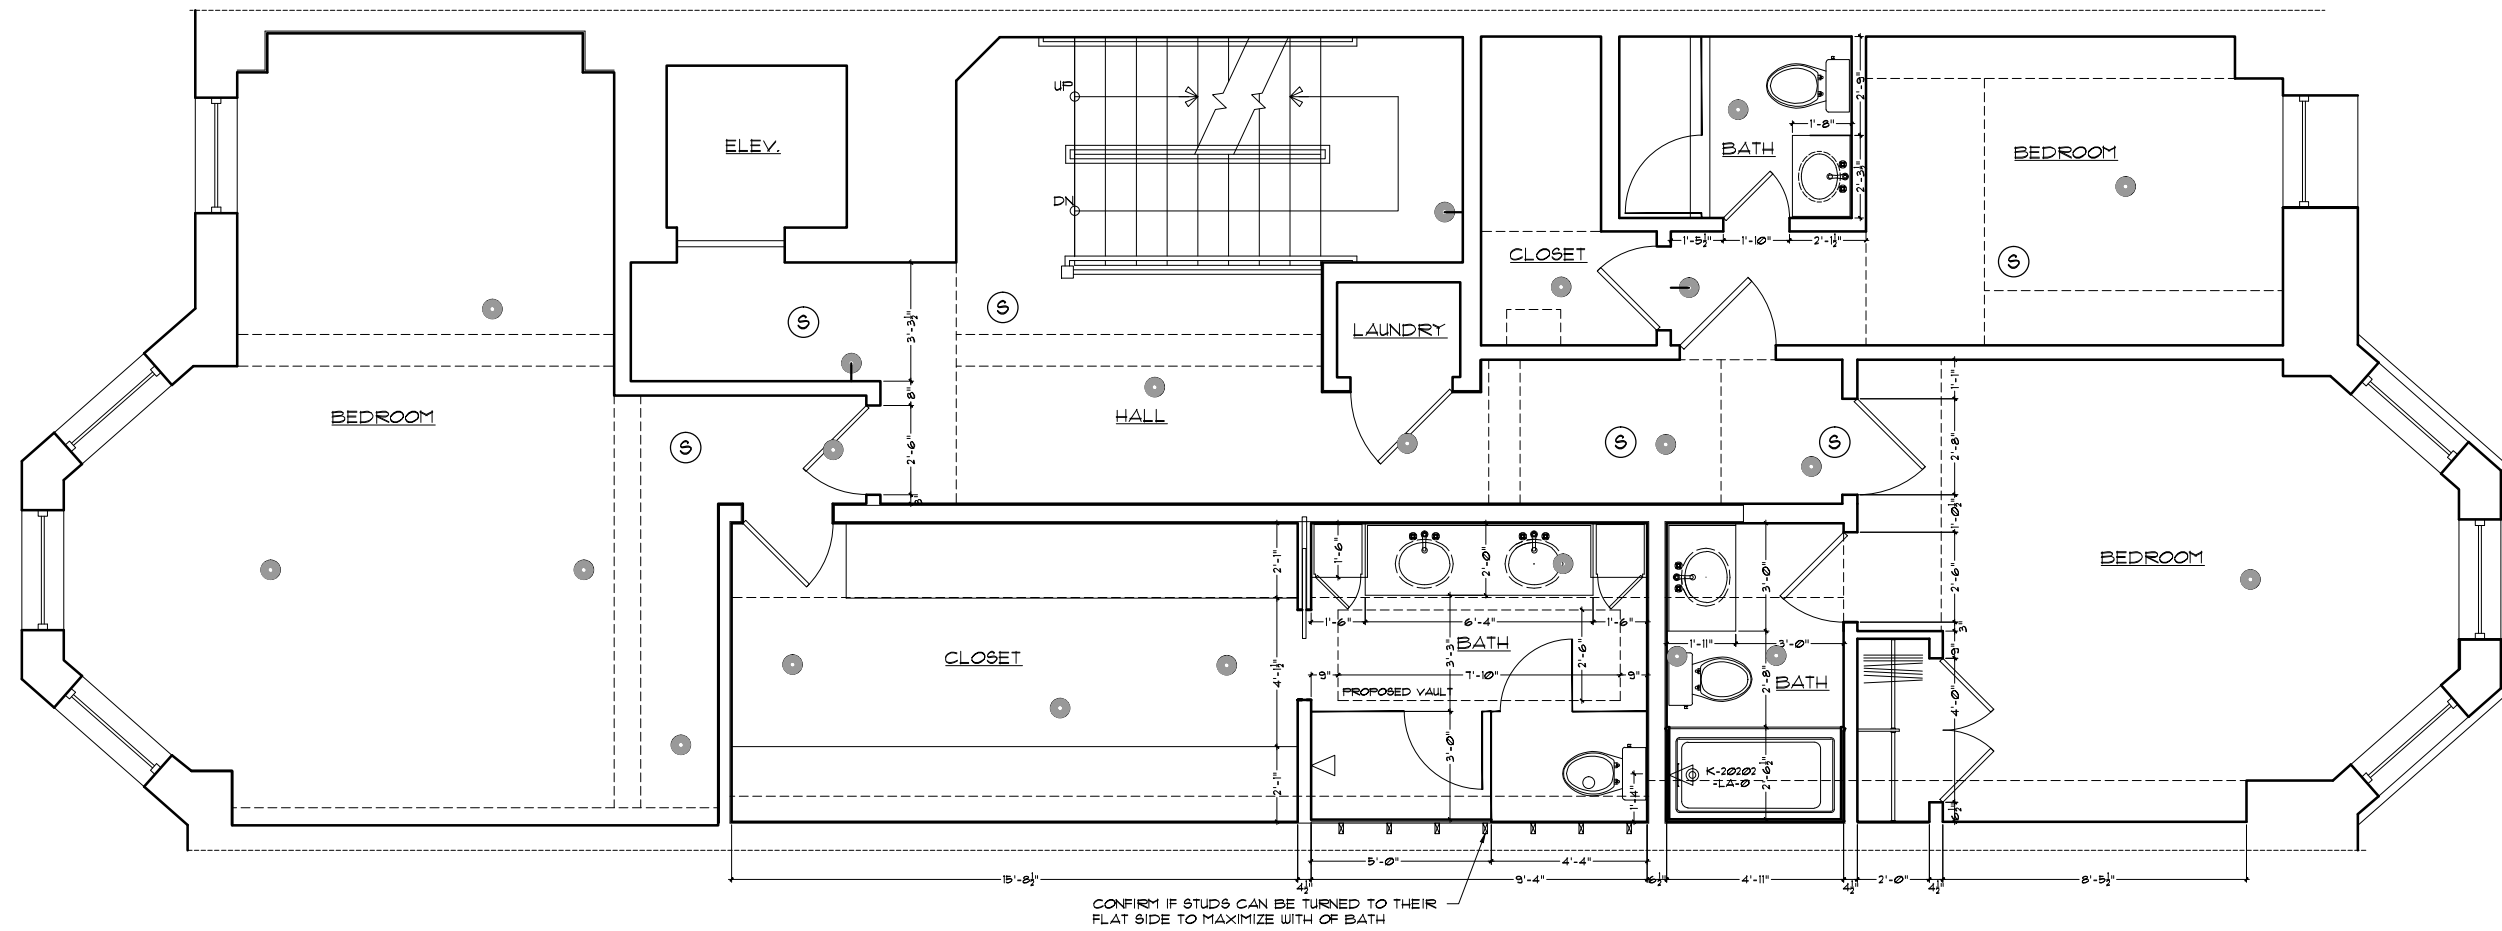 UP
DN
ELEV.
BATH
BEDROOM
CLOSET
LAUNDRY
HALL
BEDROOM
BEDROOM
CLOSET
BATH
PROPOSED VAULT
BATH
K-20202
-LA-0
S
S
S
S
S
S
2'-9"
1'-8"
2'-3½"
1'-5½"
1'-10"
2'-1½"
3'-3½"
8"
2'-6"
3"
1'-1"
2'-8"
1'-0½"
2'-6"
3"
9"
4'-0"
6½"
2'-1"
4'-1½"
2'-1"
1'-6"
2'-0"
1'-6"
6'-4"
1'-6"
3'-3"
2'-6"
9"
7'-10"
9"
3'-0"
1'-4"
3'-0"
1'-11"
3'-0"
2'-8"
2'-6½"
5'-0"
4'-4"
15'-8½"
4½"
9'-4"
6½"
4'-11"
4½"
2'-0"
4½"
8'-5½"
CONFIRM IF STUDS CAN BE TURNED TO THEIR
FLAT SIDE TO MAXIMIZE WITH OF BATH